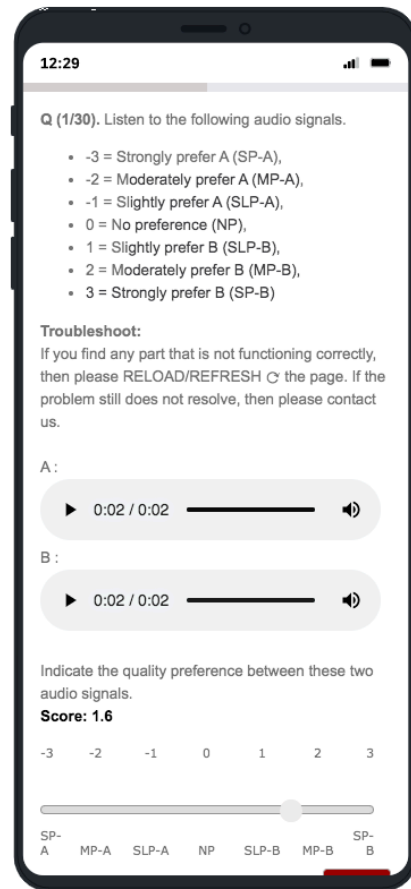 12:29
Q (1/30). Listen to the following audio signals.
• -3 = Strongly prefer A (SP-A),
• -2 = Moderately prefer A (MP-A),
• -1 = Slightly prefer A (SLP-A),
• 0 = No preference (NP),
• 1 = Slightly prefer B (SLP-B),
• 2 = Moderately prefer B (MP-B),
• 3 = Strongly prefer B (SP-B)
Troubleshoot:
If you find any part that is not functioning correctly,
then please RELOAD/REFRESH ⟳ the page. If the
problem still does not resolve, then please contact
us.
A :
0:02 / 0:02
B :
0:02 / 0:02
Indicate the quality preference between these two
audio signals.
Score: 1.6
-3 -2 -1 0 1 2 3
SP-A MP-A SLP-A NP SLP-B MP-B SP-B